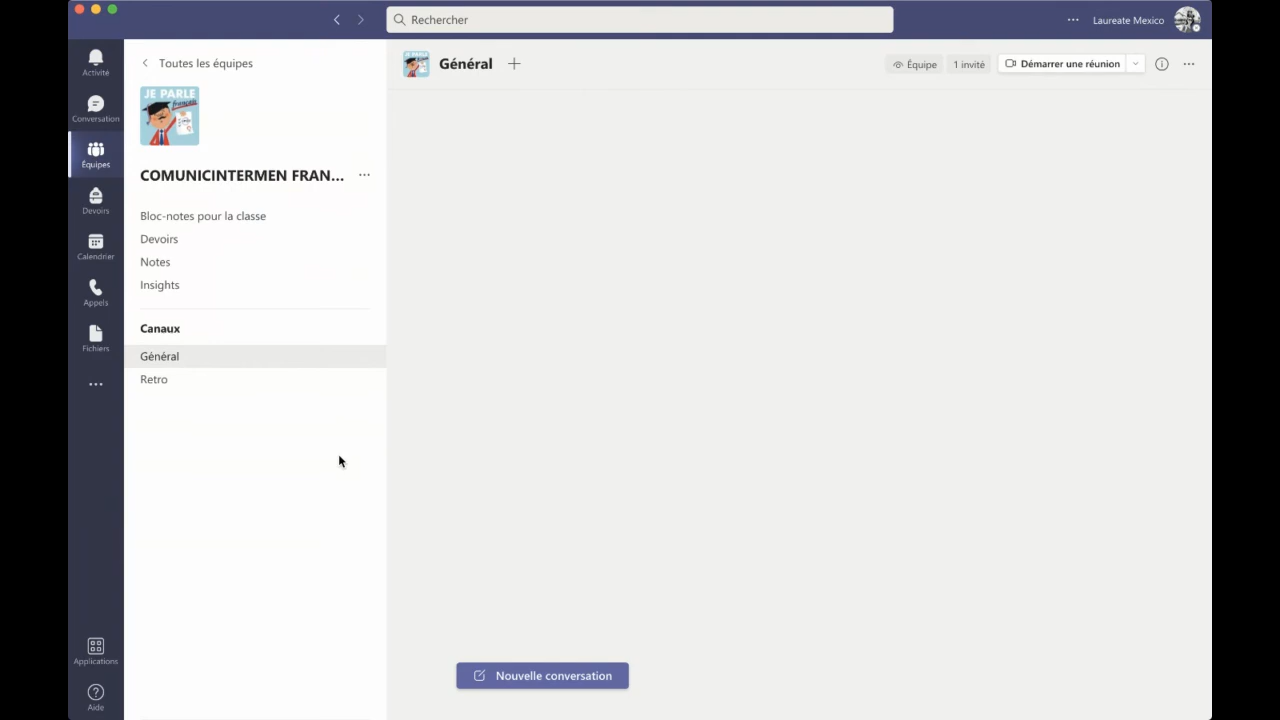 Rechercher
Laureate Mexico
Activité
Conversation
Équipes
Devoirs
Calendrier
Appels
Fichiers
Applications
Aide
Toutes les équipes
JE PARLE
français
COMUNICINTERMEN FRAN...
Bloc-notes pour la classe
Devoirs
Notes
Insights
Canaux
Général
Retro
Général
Équipe
1 invité
Démarrer une réunion
Nouvelle conversation